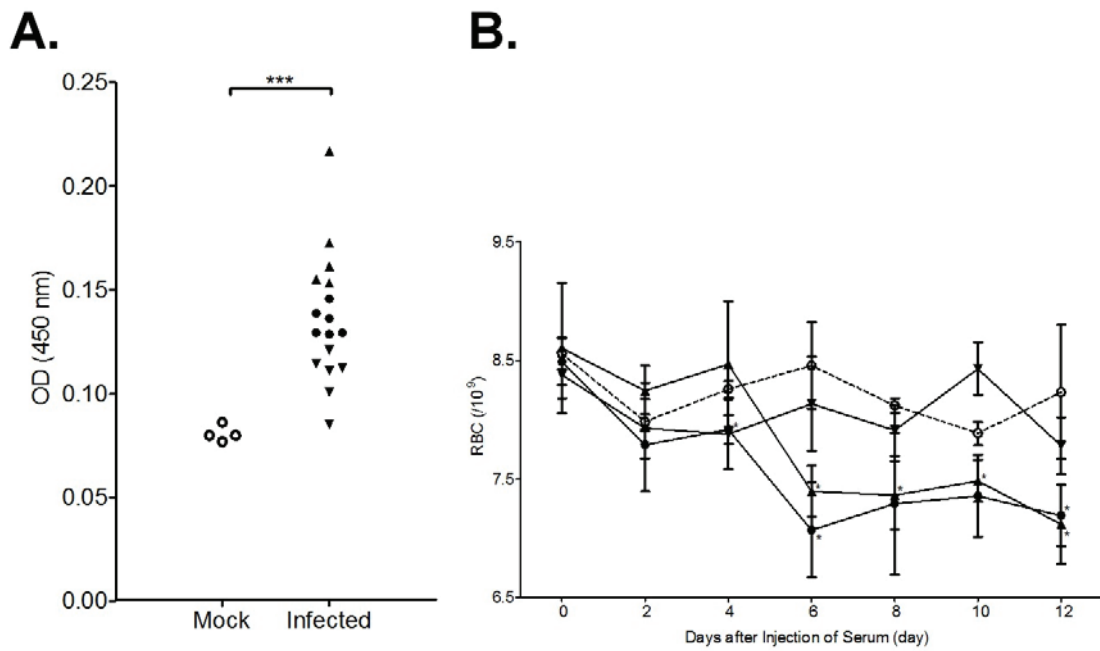 A.
B.
***
0.25
0.20
0.15
0.10
0.05
0.00
OD (450 nm)
Mock Infected
9.5
8.5
7.5
6.5
RBC (/10⁹)
* * * * * * *
0 2 4 6 8 10 12
Days after Injection of Serum (day)